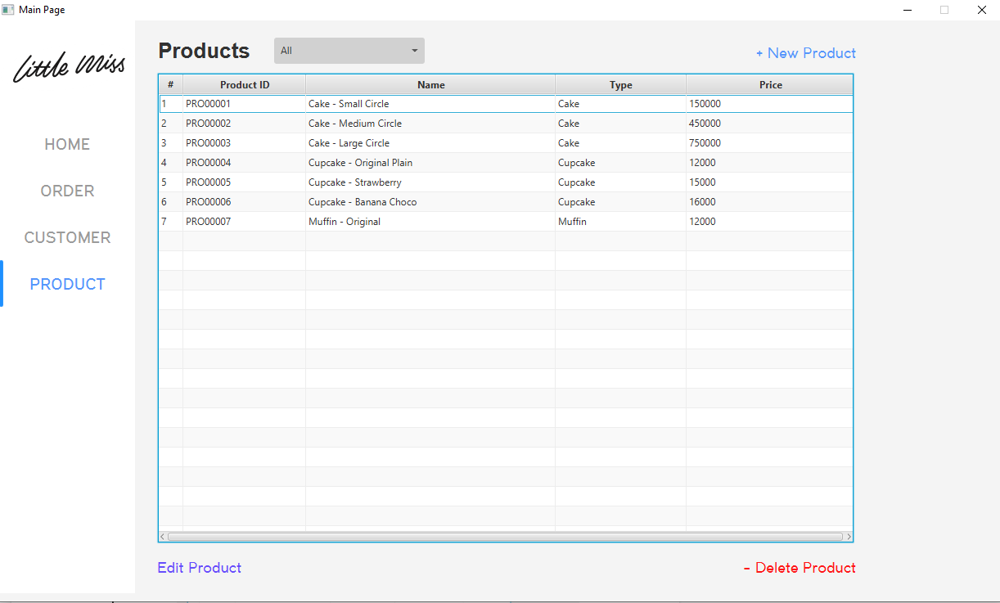 Main Page
Little Miss
HOME
ORDER
CUSTOMER
PRODUCT
Products All + New Product
# Product ID Name Type Price
1 PRO00001 Cake - Small Circle Cake 150000
2 PRO00002 Cake - Medium Circle Cake 450000
3 PRO00003 Cake - Large Circle Cake 750000
4 PRO00004 Cupcake - Original Plain Cupcake 12000
5 PRO00005 Cupcake - Strawberry Cupcake 15000
6 PRO00006 Cupcake - Banana Choco Cupcake 16000
7 PRO00007 Muffin - Original Muffin 12000
Edit Product - Delete Product